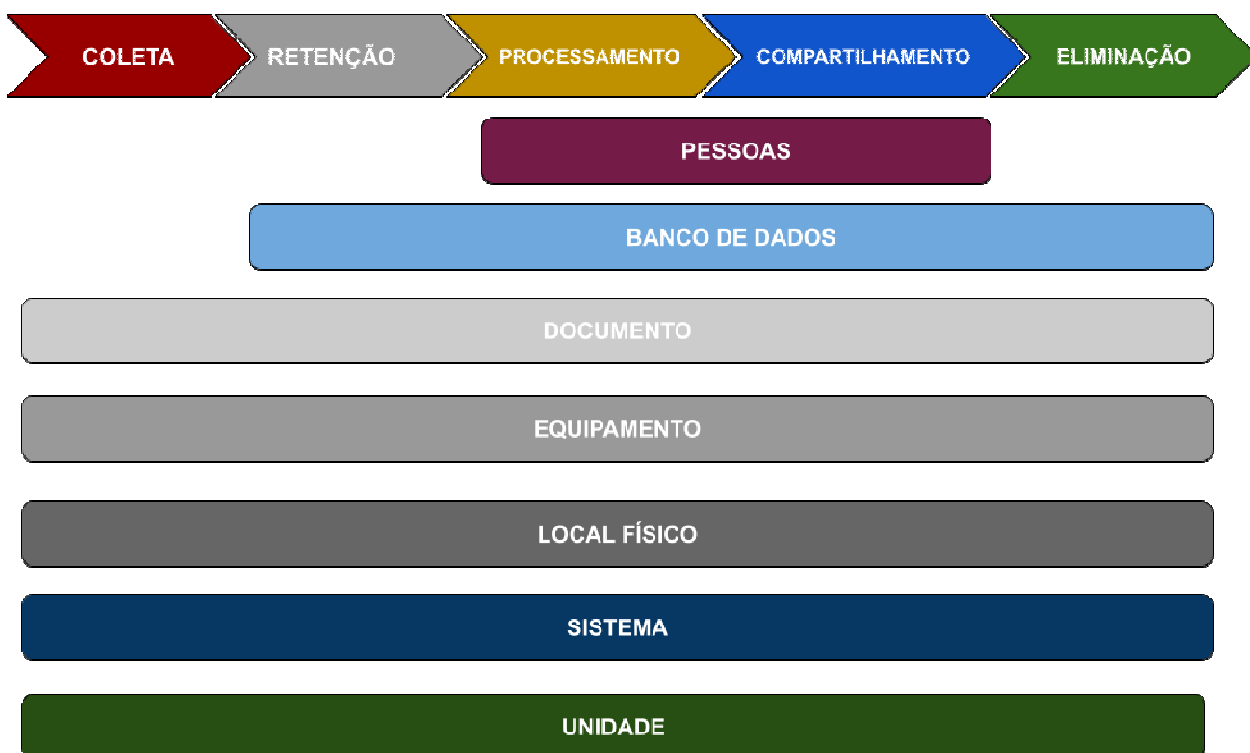 COLETA RETENÇÃO PROCESSAMENTO COMPARTILHAMENTO ELIMINAÇÃO
PESSOAS
BANCO DE DADOS
DOCUMENTO
EQUIPAMENTO
LOCAL FÍSICO
SISTEMA
UNIDADE